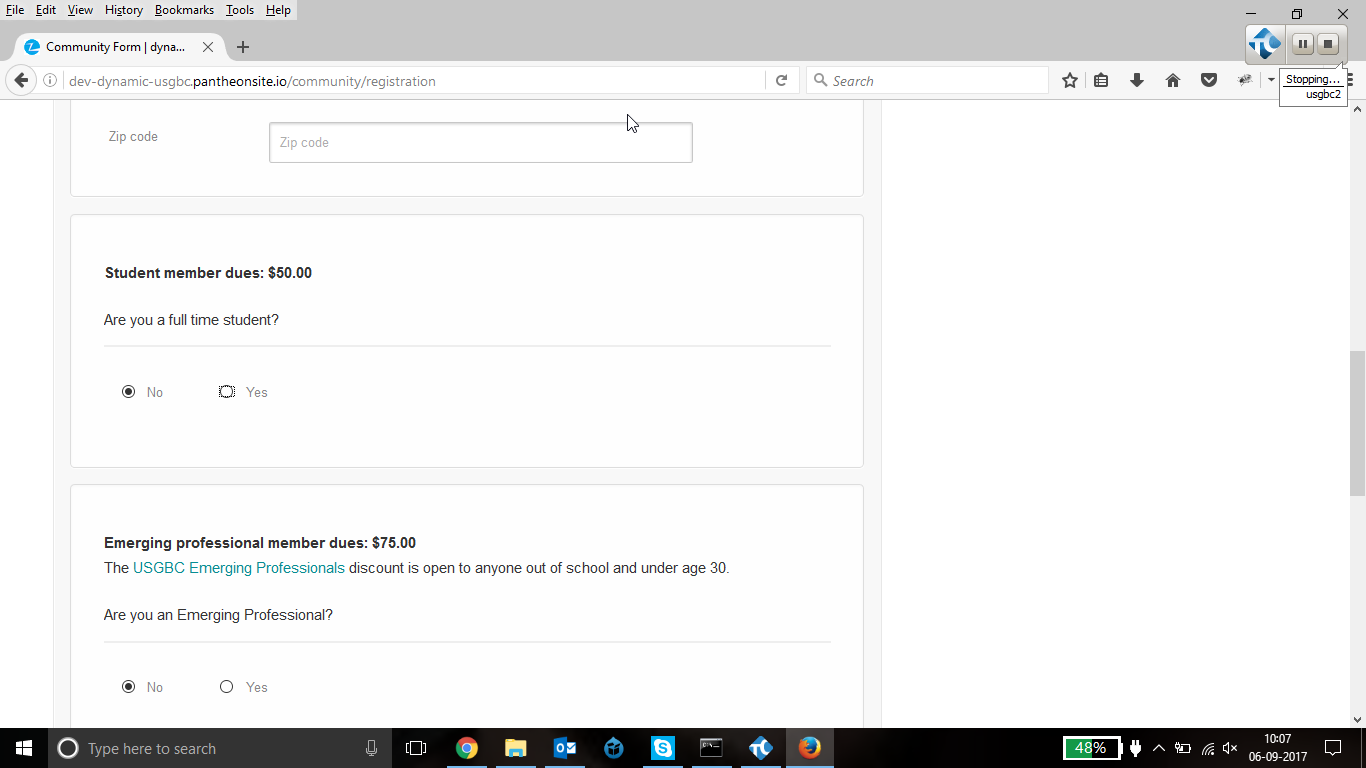 File Edit View History Bookmarks Tools Help
Community Form | dyna...
dev-dynamic-usgbc.pantheonsite.io/community/registration
Search
Stopping...
usgbc2
Zip code
Zip code
Student member dues: $50.00
Are you a full time student?
No
Yes
Emerging professional member dues: $75.00
The USGBC Emerging Professionals discount is open to anyone out of school and under age 30.
Are you an Emerging Professional?
No
Yes
Type here to search
48%
10:07
06-09-2017